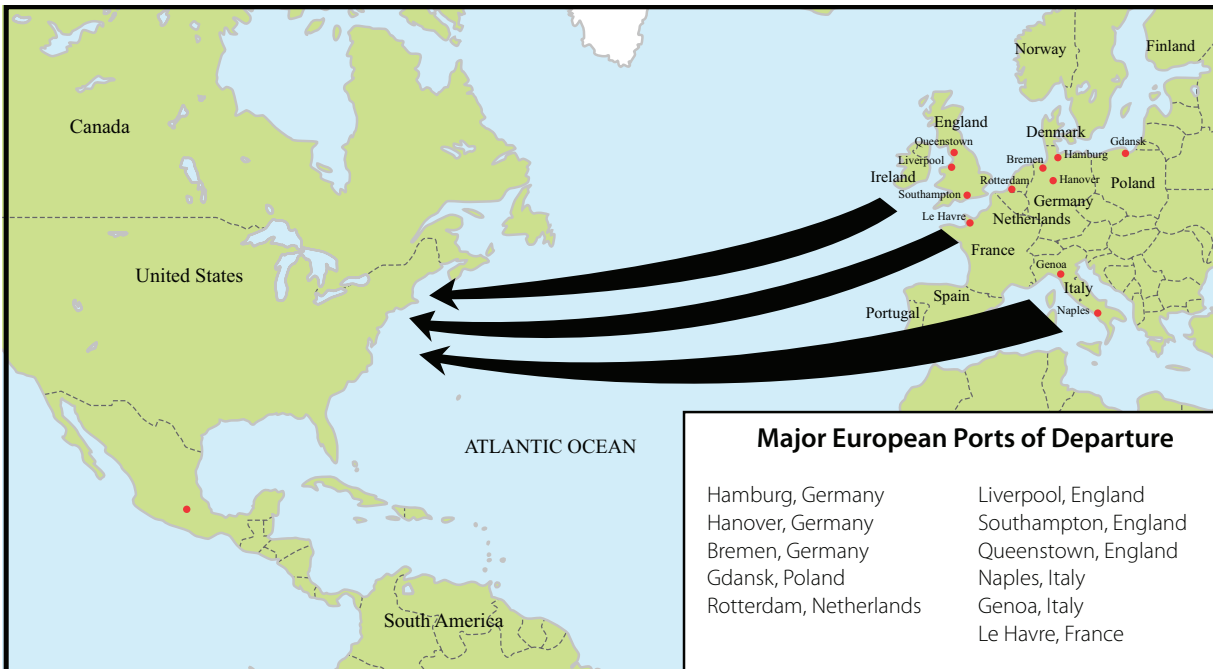 Norway
Finland
Canada
England
Queenstown
Denmark
Gdansk
Hamburg
Bremen
Liverpool
Ireland
Rotterdam
Hanover
Poland
Southampton
Germany
Le Havre
Netherlands
France
United States
Genoa
Italy
Spain
Portugal
Naples
ATLANTIC OCEAN
South America
Major European Ports of Departure
Hamburg, Germany
Hanover, Germany
Bremen, Germany
Gdansk, Poland
Rotterdam, Netherlands
Liverpool, England
Southampton, England
Queenstown, England
Naples, Italy
Genoa, Italy
Le Havre, France